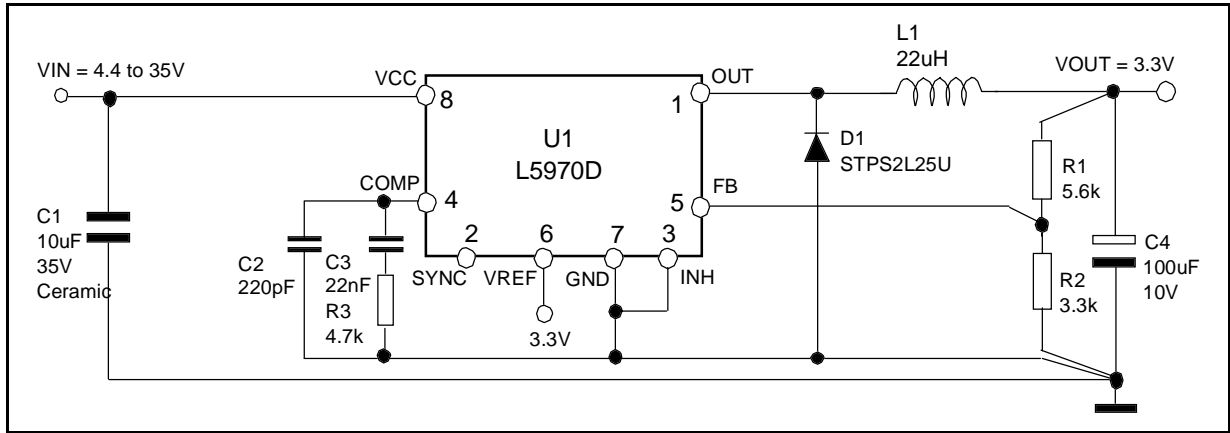 VIN = 4.4 to 35V
VCC
8
U1
L5970D
OUT
1
L1
22uH
VOUT = 3.3V
D1
STPS2L25U
R1
5.6k
COMP
4
FB
5
C1
10uF
35V
Ceramic
C2
220pF
C3
22nF
R3
4.7k
2
SYNC
6
VREF
3.3V
7
GND
3
INH
R2
3.3k
C4
100uF
10V